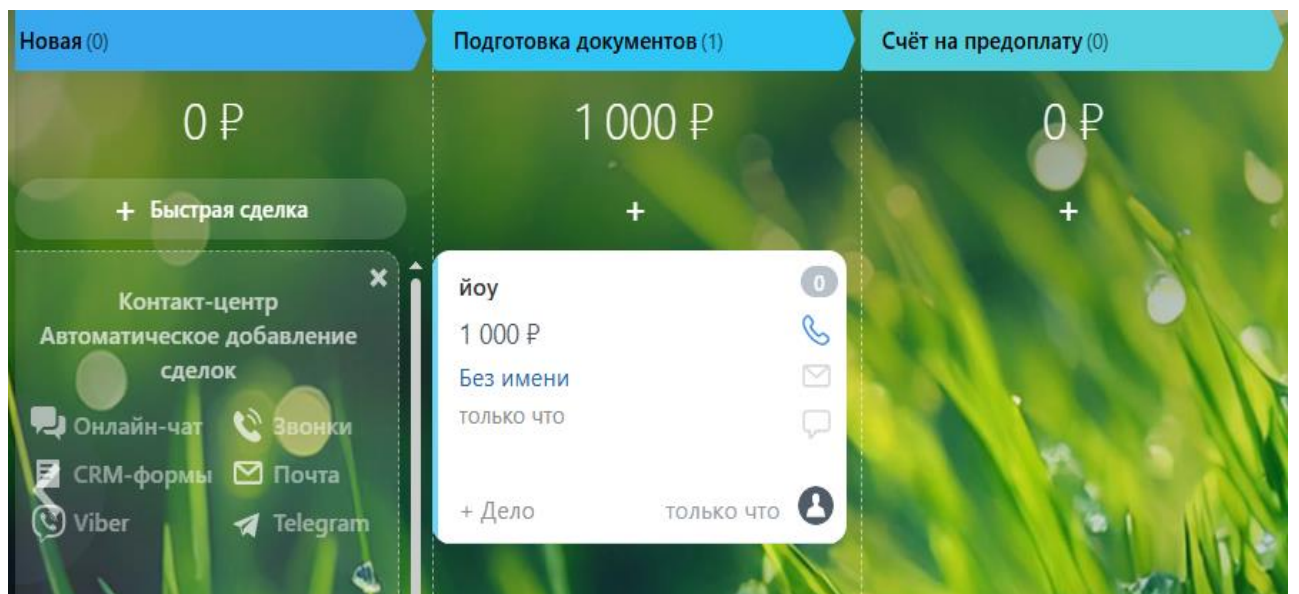 Новая (0)
0 ₽
+ Быстрая сделка
Контакт-центр
Автоматическое добавление
сделок
Онлайн-чат Звонки
CRM-формы Почта
Viber Telegram
Подготовка документов (1)
1 000 ₽
+
йоу
0
1 000 ₽
Без имени
только что
+ Дело только что
Счёт на предоплату (0)
0 ₽
+